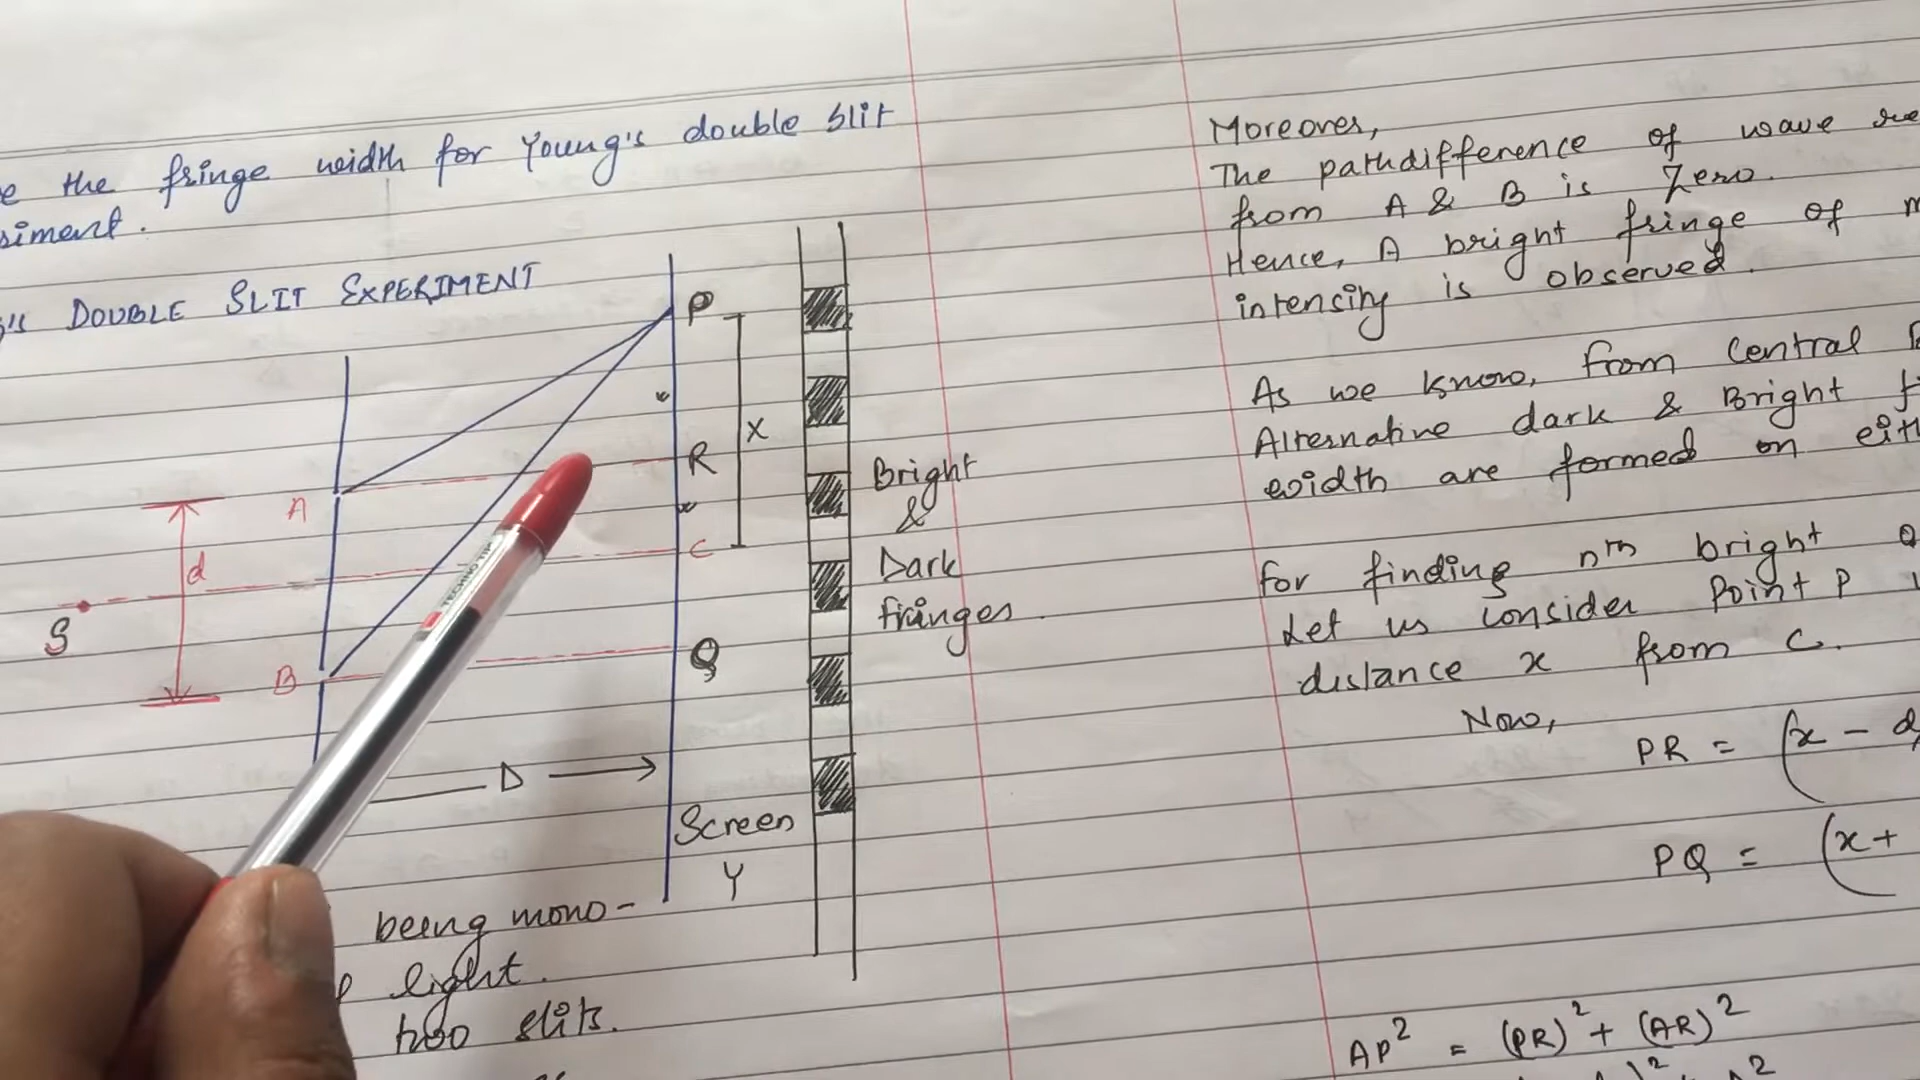 the fringe width for Young's double slit
DOUBLE SLIT EXPERIMENT
P
X
R
C
A
d
S
B
Q
D
Screen
Y
Bright
&
Dark
fringes
TECHNOTIP
being mono-
light.
two slits.
Moreover,
The pathdifference of wave
from A & B is Zero.
Hence, A bright fringe of
intensity is observed.
As we know, from Central
Alternative dark & Bright
width are formed on
for finding nth bright
Let us consider Point P
distance x from C.
Now,
PR = (x - d
PQ = (x +
AP² = (PR)² + (AR)²